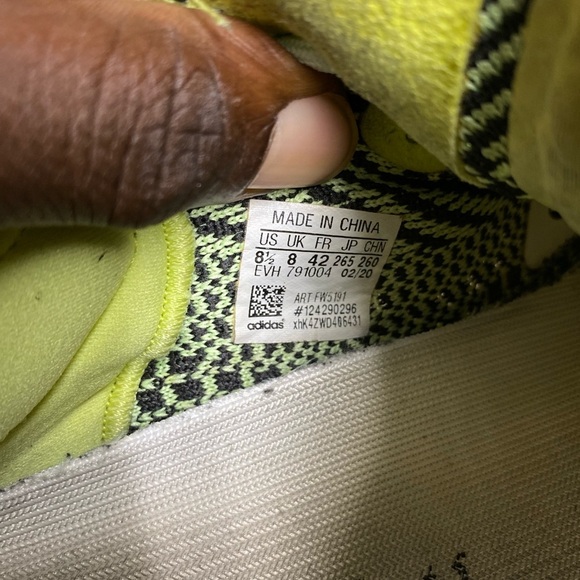 MADE IN CHINA
US UK FR JP CHN
8½ 8 42 265 260
EVH 791004 02/20
ART FW5191
#124290296
adidas® xhK4ZWD406431